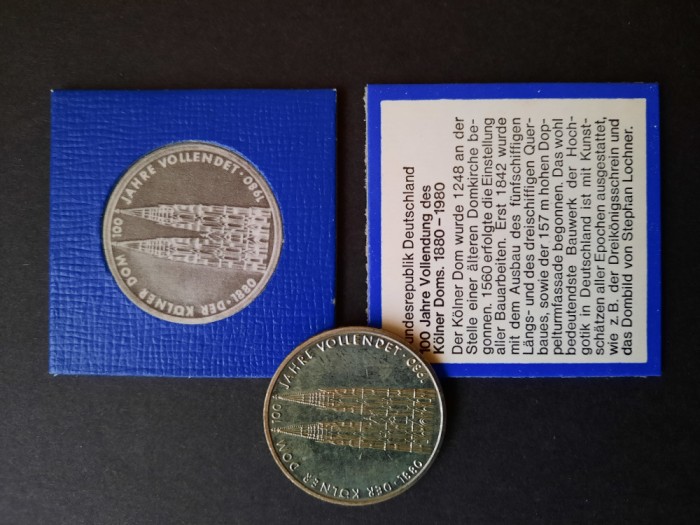 1880 · DER KÖLNER DOM 100 JAHRE VOLLENDET · 1980
Bundesrepublik Deutschland
100 Jahre Vollendung des
Kölner Doms. 1880–1980
Der Kölner Dom wurde 1248 an der
Stelle einer älteren Domkirche be-
gonnen. 1560 erfolgte die Einstellung
aller Bauarbeiten. Erst 1842 wurde
mit dem Ausbau des fünfschiffigen
Längs- und des dreischiffigen Quer-
baues, sowie der 157 m hohen Dop-
pelturmfassade begonnen. Das wohl
bedeutendste Bauwerk der Hoch-
gotik in Deutschland ist mit Kunst-
schätzen aller Epochen ausgestattet,
wie z.B. der Dreikönigsschrein und
das Dombild von Stephan Lochner.
1880 · DER KÖLNER DOM 100 JAHRE VOLLENDET · 1980